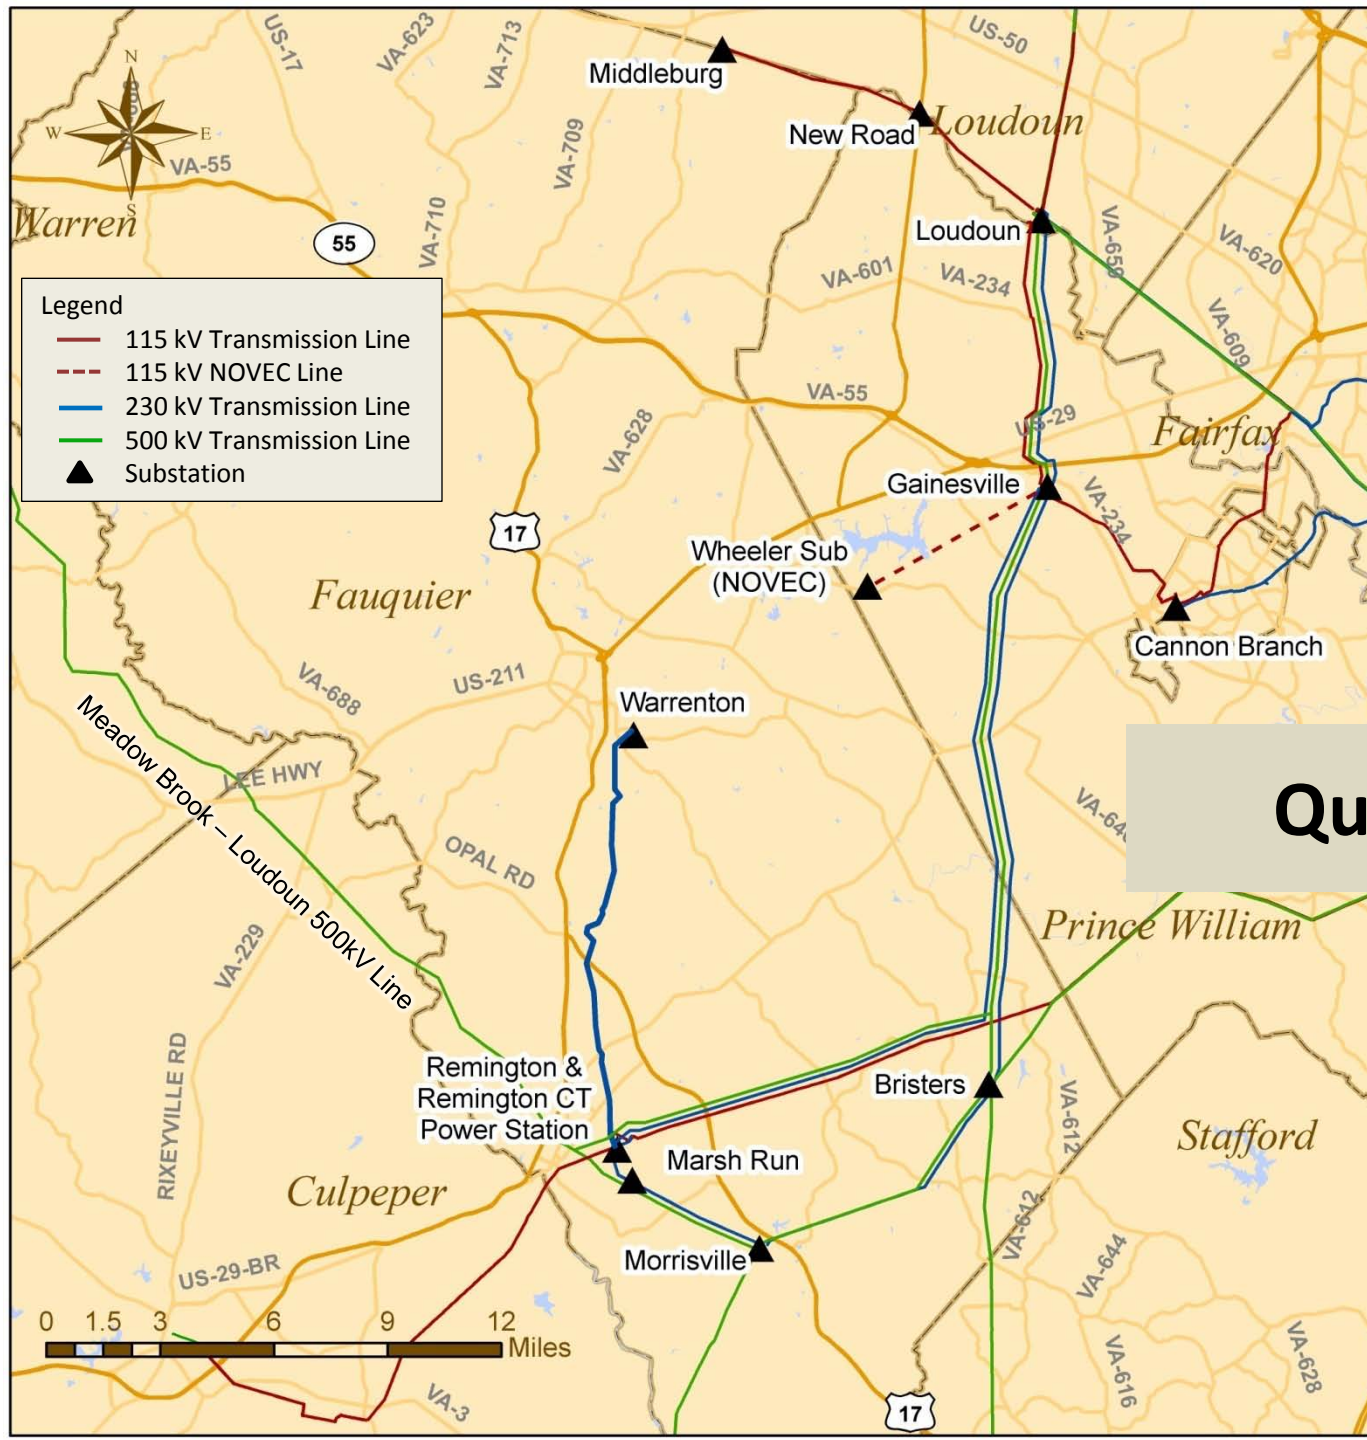 US-17
VA-623
VA-713
US-50
N
W
E
S
Middleburg
New Road
Loudoun
VA-55
VA-709
VA-710
Warren
55
Loudoun
VA-659
VA-620
VA-601
VA-234
VA-609
Legend
115 kV Transmission Line
115 kV NOVEC Line
230 kV Transmission Line
500 kV Transmission Line
Substation
VA-55
VA-628
US-29
Fairfax
Gainesville
VA-234
17
Wheeler Sub
(NOVEC)
Fauquier
Cannon Branch
VA-688
US-211
Warrenton
Meadow Brook – Loudoun 500kV Line
LEE HWY
Qu
OPAL RD
VA-229
Prince William
RIXEYVILLE RD
Remington &
Remington CT
Power Station
Bristers
VA-612
Stafford
Marsh Run
Culpeper
VA-612
Morrisville
VA-644
US-29-BR
0 1.5 3 6 9 12
Miles
VA-3
17
VA-616
VA-628